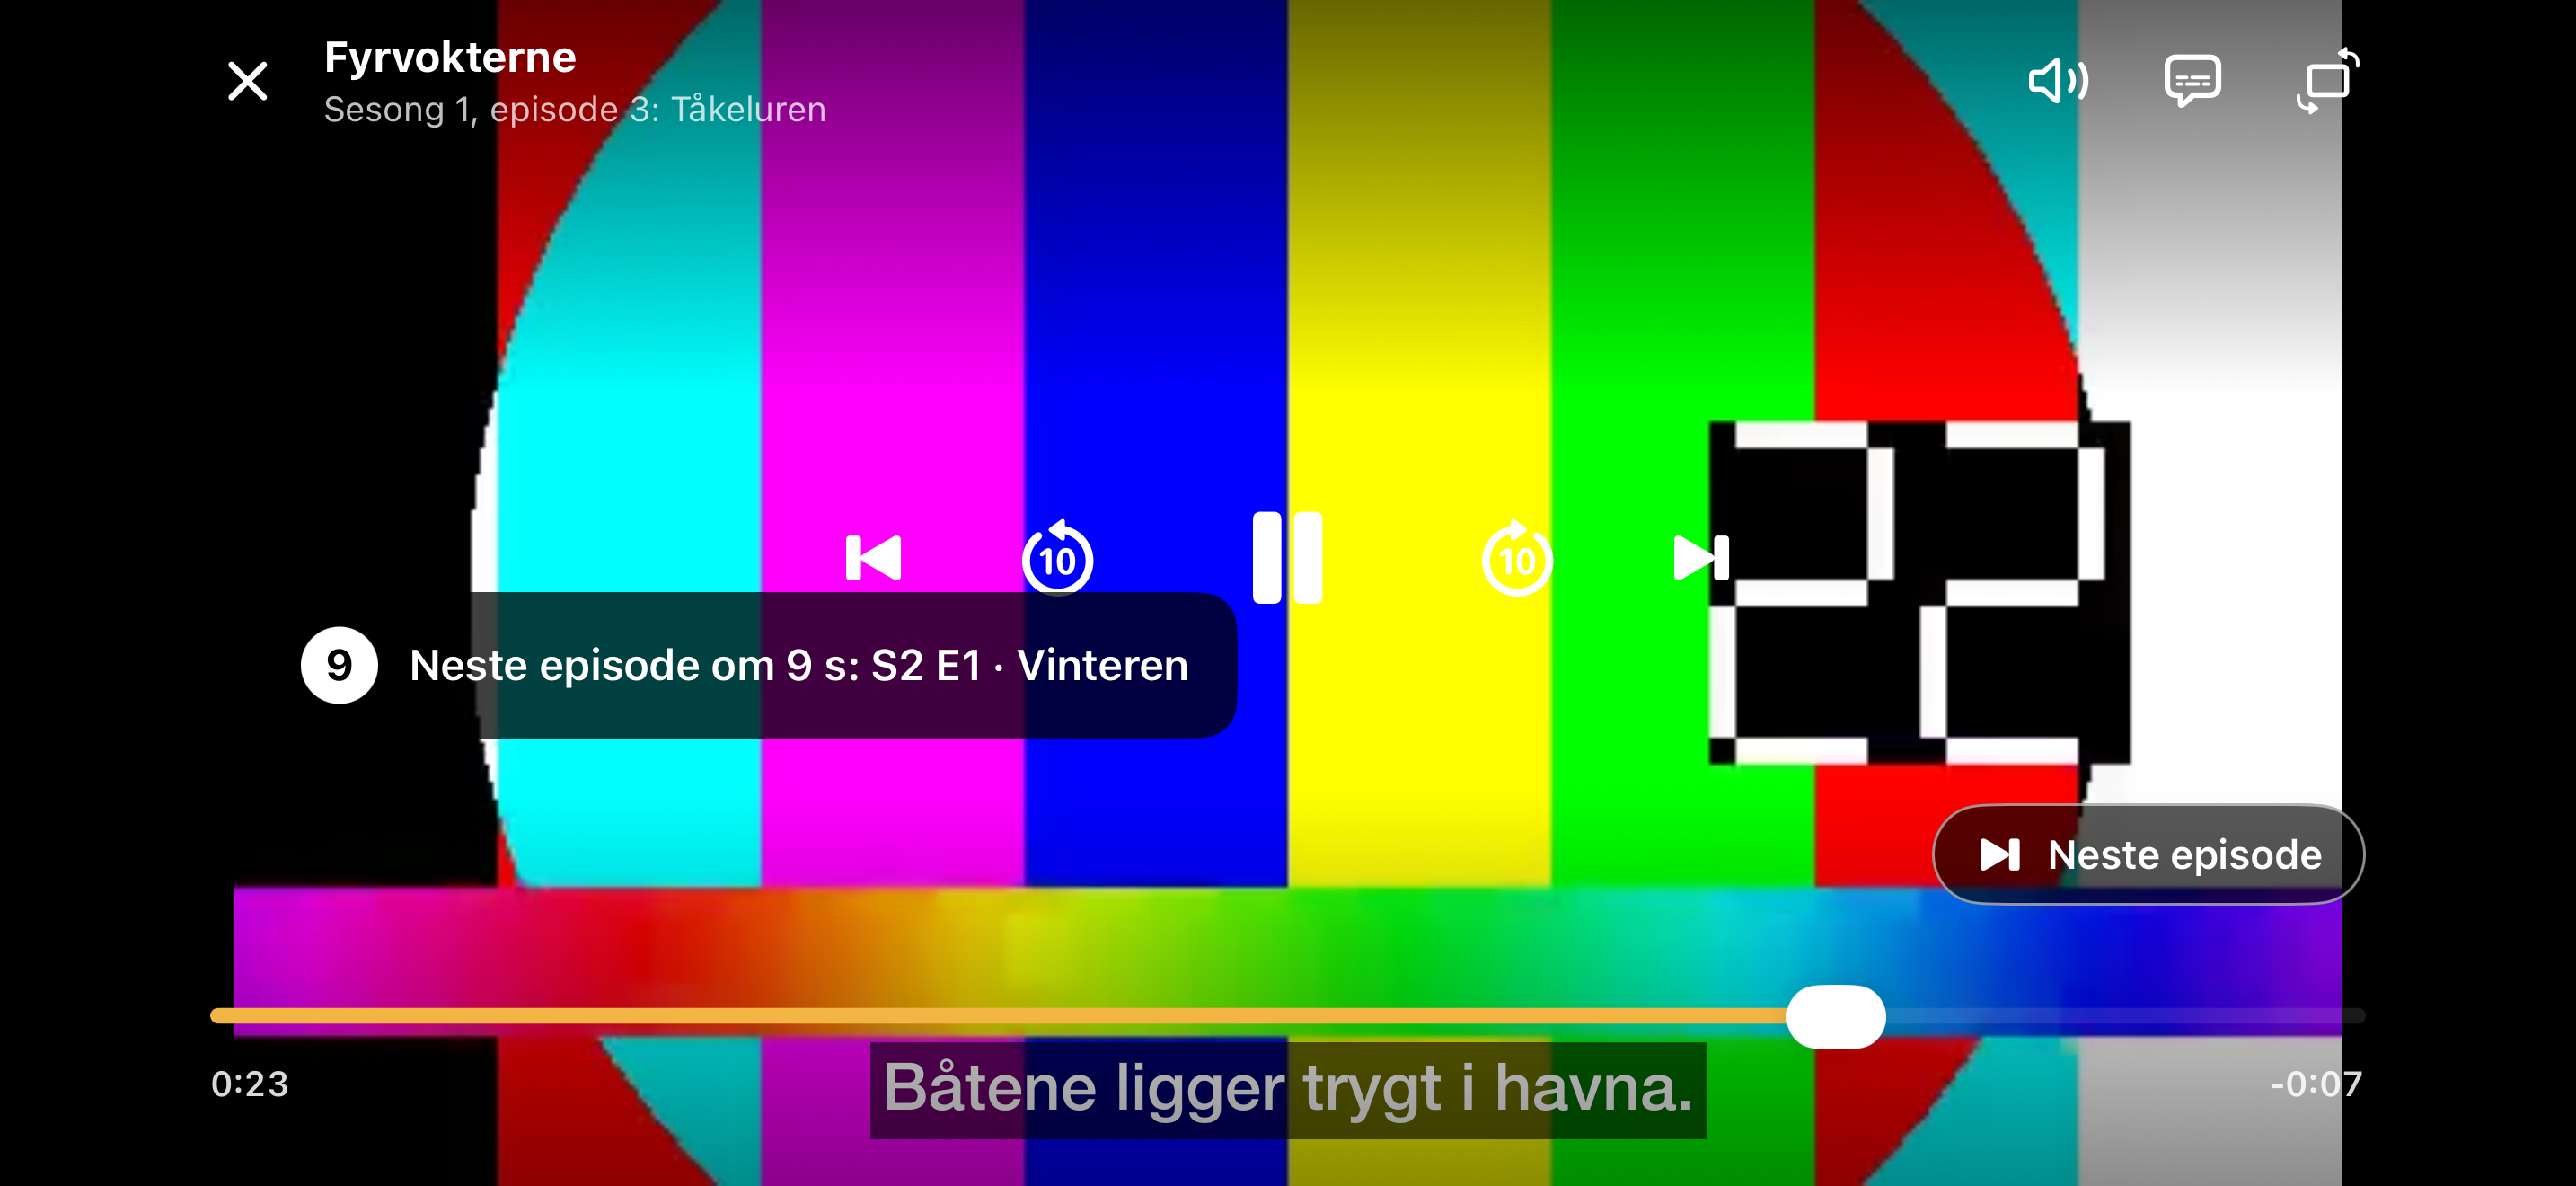 Fyrvokterne
Sesong 1, episode 3: Tåkeluren
10
10
22
9 Neste episode om 9 s: S2 E1 · Vinteren
Neste episode
0:23
-0:07
Båtene ligger trygt i havna.